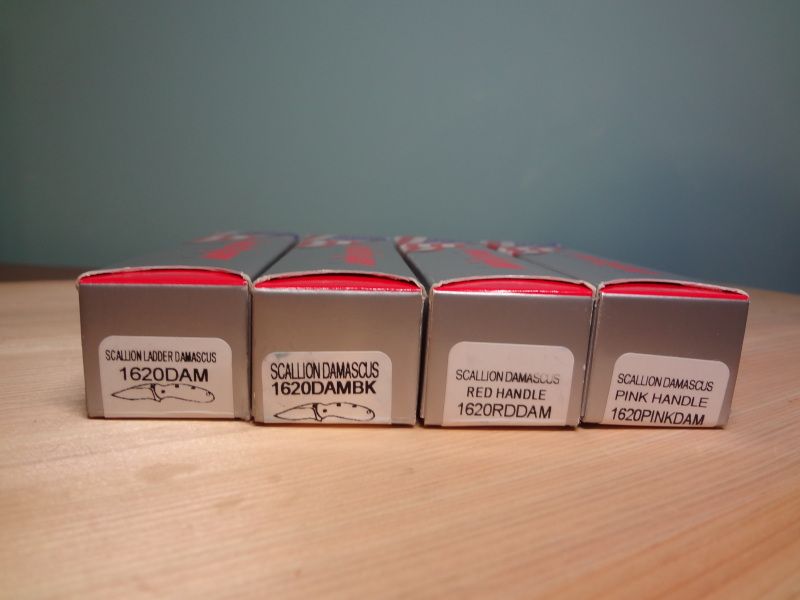 SCALLION LADDER DAMASCUS
1620DAM
SCALLION DAMASCUS
1620DAMBK
SCALLION DAMASCUS
RED HANDLE
1620RDDAM
SCALLION DAMASCUS
PINK HANDLE
1620PINKDAM